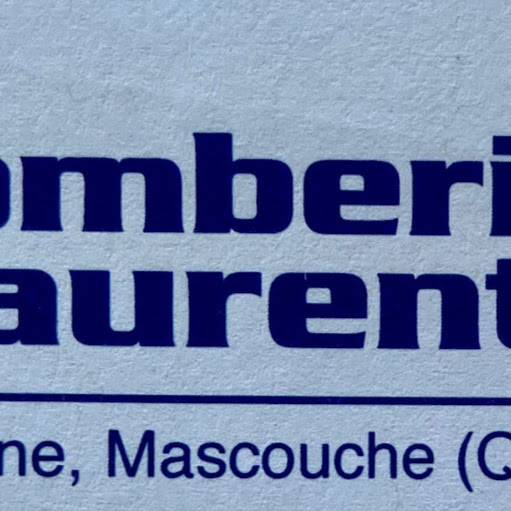 omberi
aurent
ne, Mascouche (Q